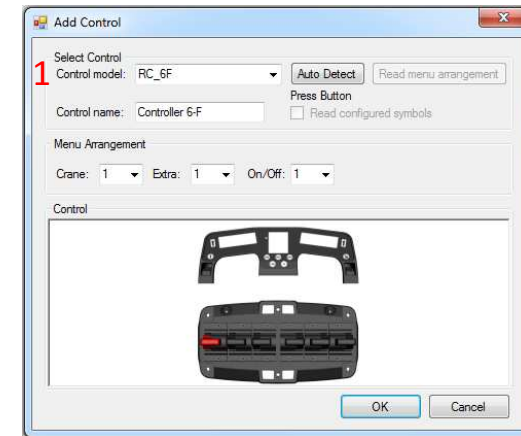 Add Control
Select Control
1 Control model: RC_6F Auto Detect Read menu arrangement
Press Button
Control name: Controller 6-F Read configured symbols
Menu Arrangement
Crane: 1 Extra: 1 On/Off: 1
Control
OK Cancel